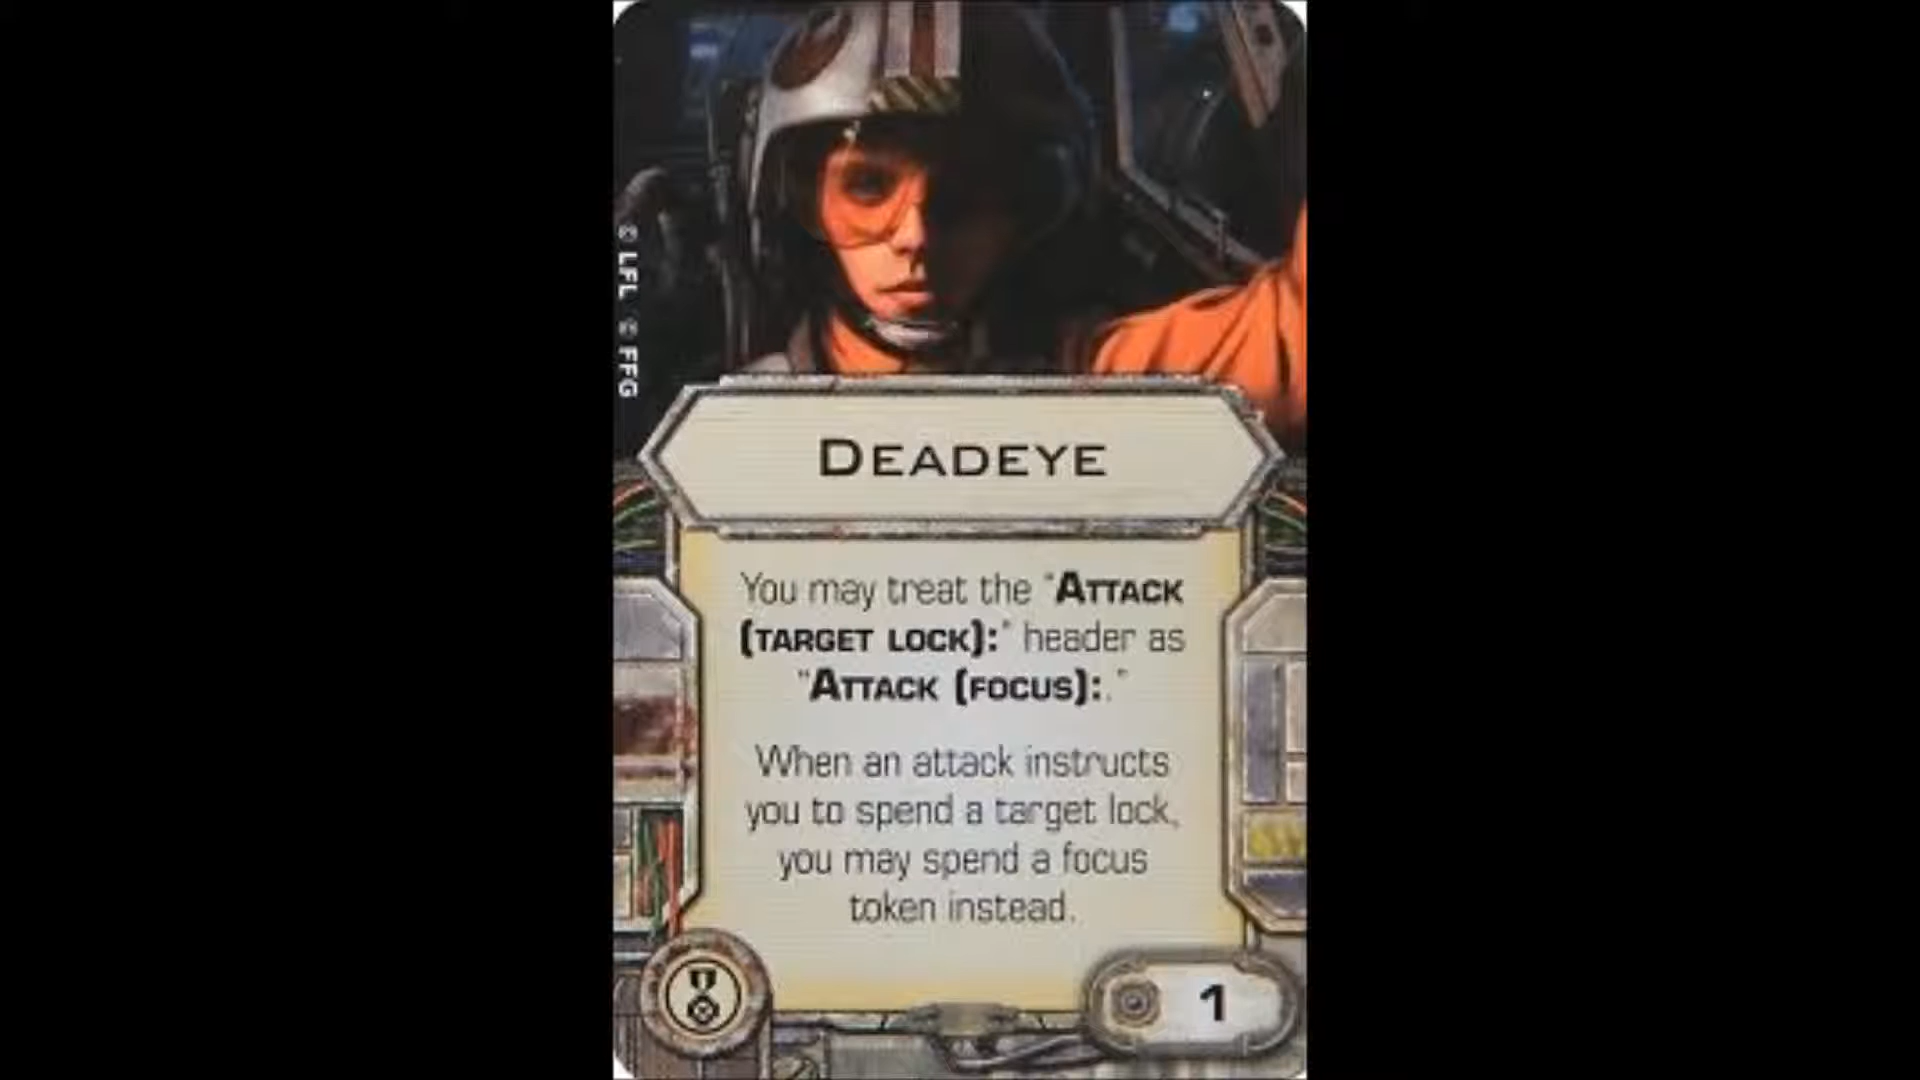 © LFL © FFG
DEADEYE
You may treat the "ATTACK
(TARGET LOCK):" header as
"ATTACK (FOCUS):."
When an attack instructs
you to spend a target lock,
you may spend a focus
token instead.
1